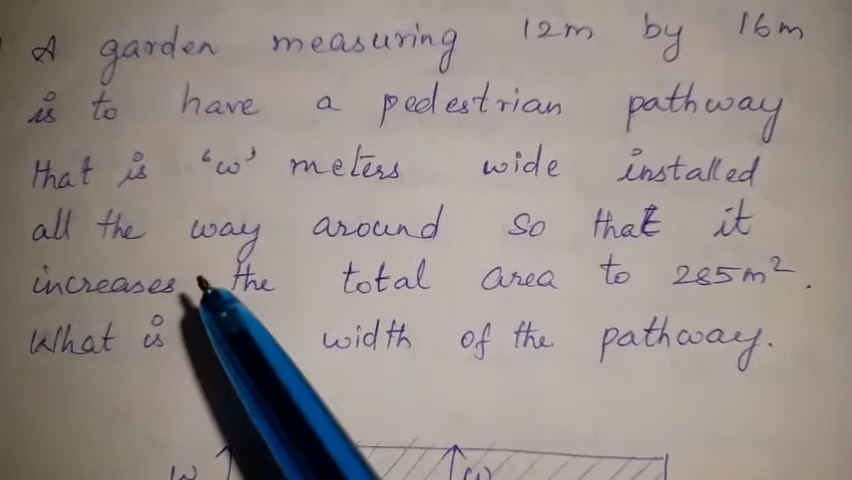 A garden measuring 12m by 16m
is to have a pedestrian pathway
that is 'w' meters wide installed
all the way around so that it
increases the total area to 285m².
What is width of the pathway.
w w